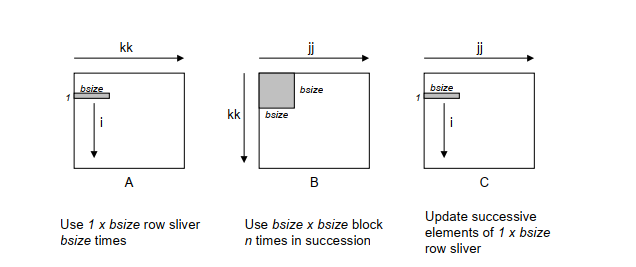 kk
jj
jj
bsize
1
i
kk
bsize
bsize
bsize
1
i
A
B
C
Use 1 x bsize row sliver
bsize times
Use bsize x bsize block
n times in succession
Update successive
elements of 1 x bsize
row sliver